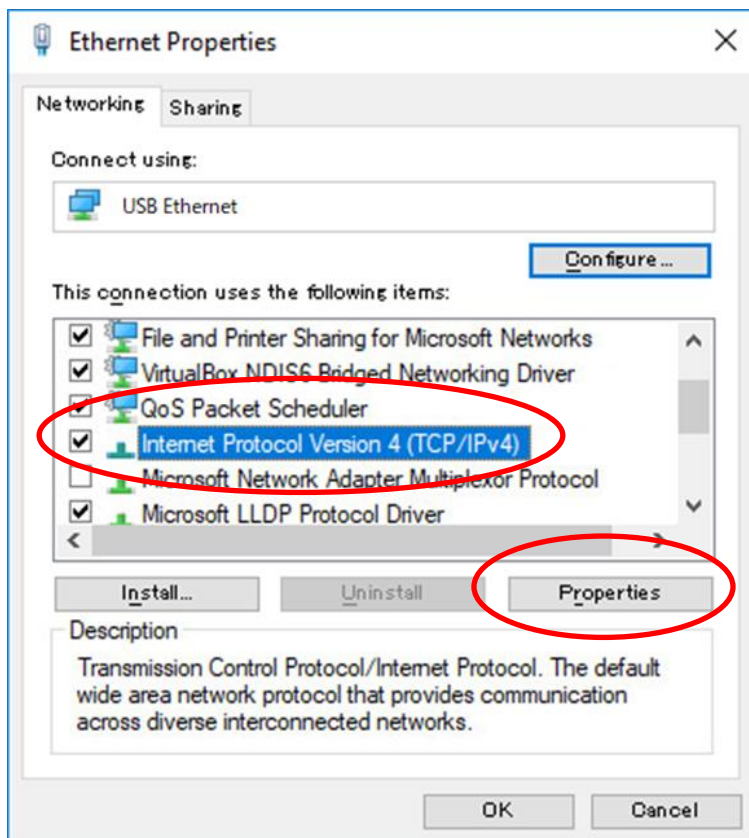 Ethernet Properties
Networking
Sharing
Connect using:
USB Ethernet
Configure...
This connection uses the following items:
File and Printer Sharing for Microsoft Networks
VirtualBox NDIS6 Bridged Networking Driver
QoS Packet Scheduler
Internet Protocol Version 4 (TCP/IPv4)
Microsoft Network Adapter Multiplexor Protocol
Microsoft LLDP Protocol Driver
Install...
Uninstall
Properties
Description
Transmission Control Protocol/Internet Protocol. The default
wide area network protocol that provides communication
across diverse interconnected networks.
OK
Cancel